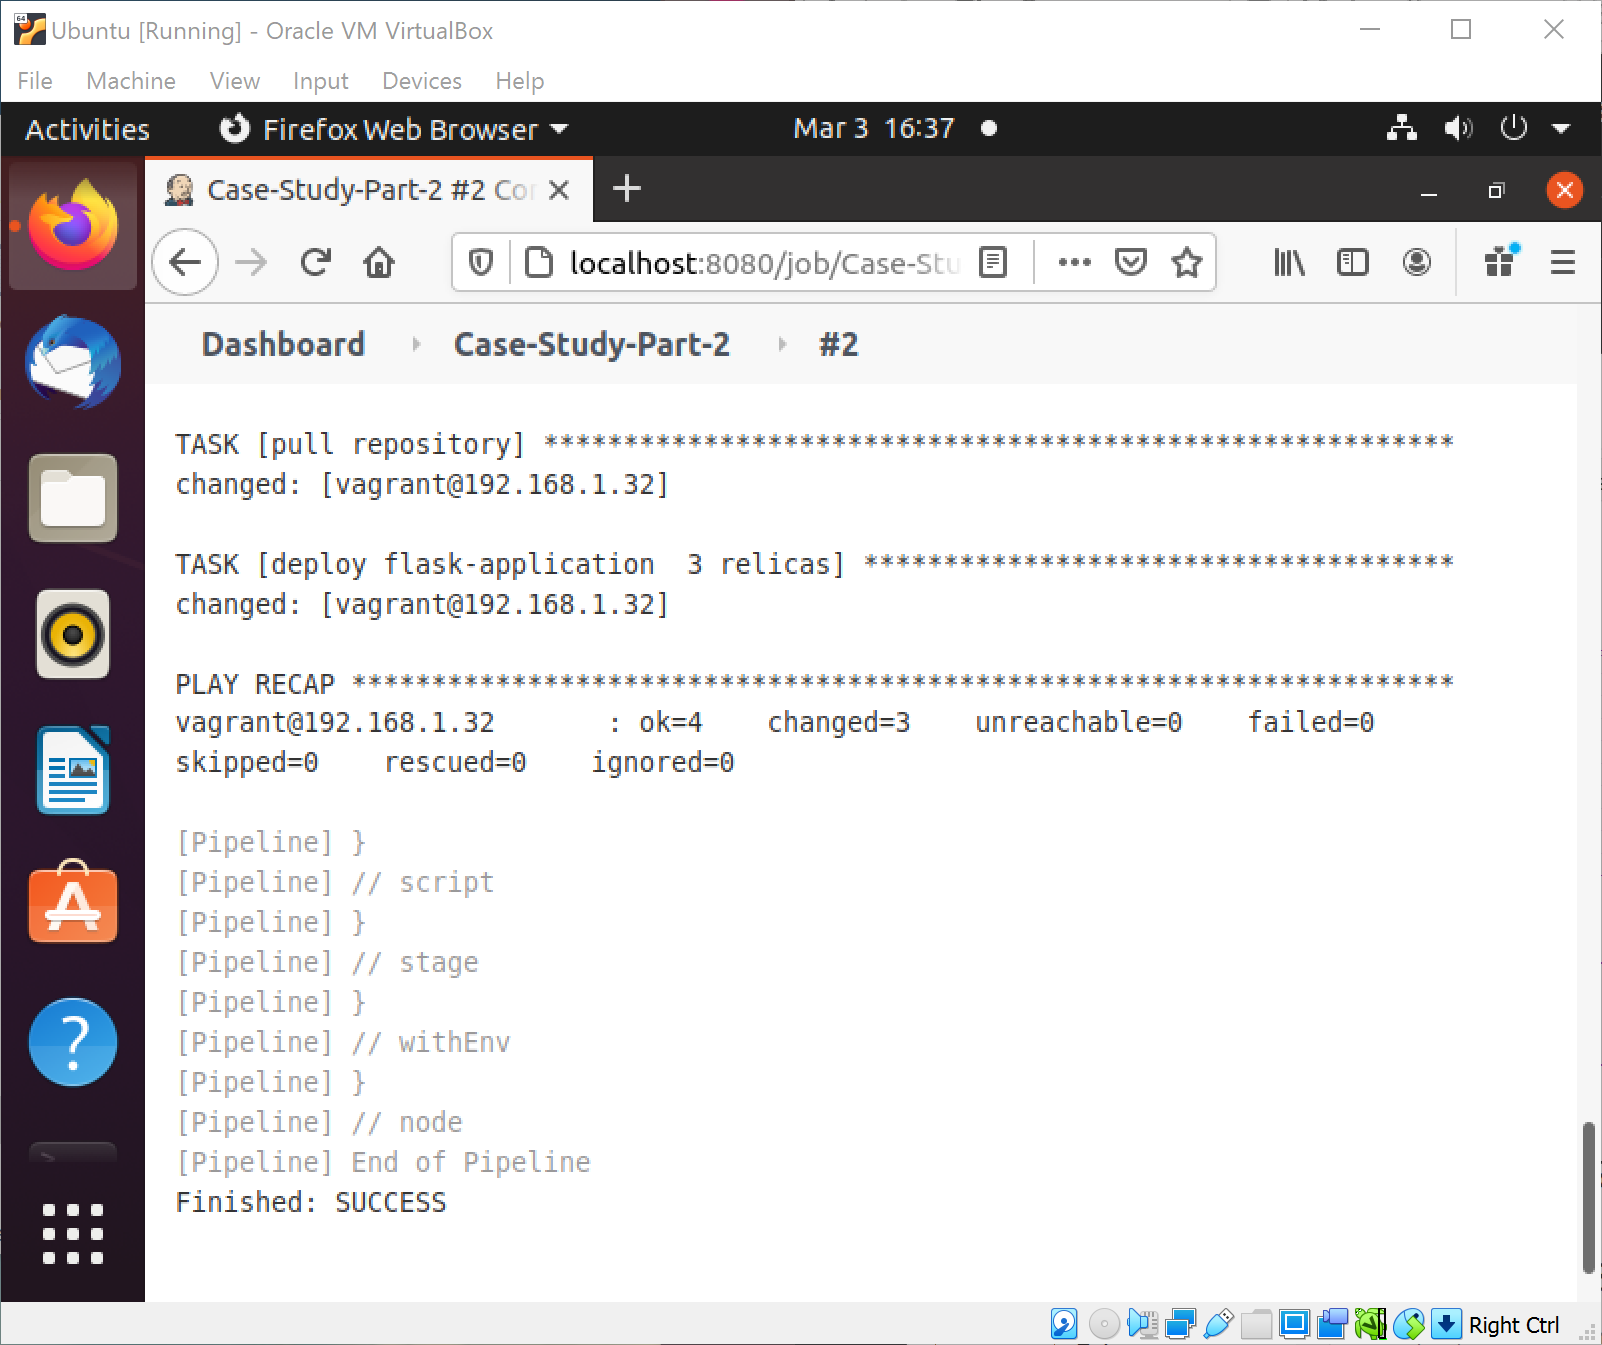 Ubuntu [Running] - Oracle VM VirtualBox
File Machine View Input Devices Help
Activities Firefox Web Browser Mar 3 16:37
Case-Study-Part-2 #2 Co
localhost:8080/job/Case-Stu
Dashboard Case-Study-Part-2 #2
TASK [pull repository] *********************************************************
changed: [vagrant@192.168.1.32]
TASK [deploy flask-application  3 relicas] *************************************
changed: [vagrant@192.168.1.32]
PLAY RECAP *********************************************************************
vagrant@192.168.1.32       : ok=4    changed=3    unreachable=0    failed=0
skipped=0    rescued=0    ignored=0
[Pipeline] }
[Pipeline] // script
[Pipeline] }
[Pipeline] // stage
[Pipeline] }
[Pipeline] // withEnv
[Pipeline] }
[Pipeline] // node
[Pipeline] End of Pipeline
Finished: SUCCESS
Right Ctrl